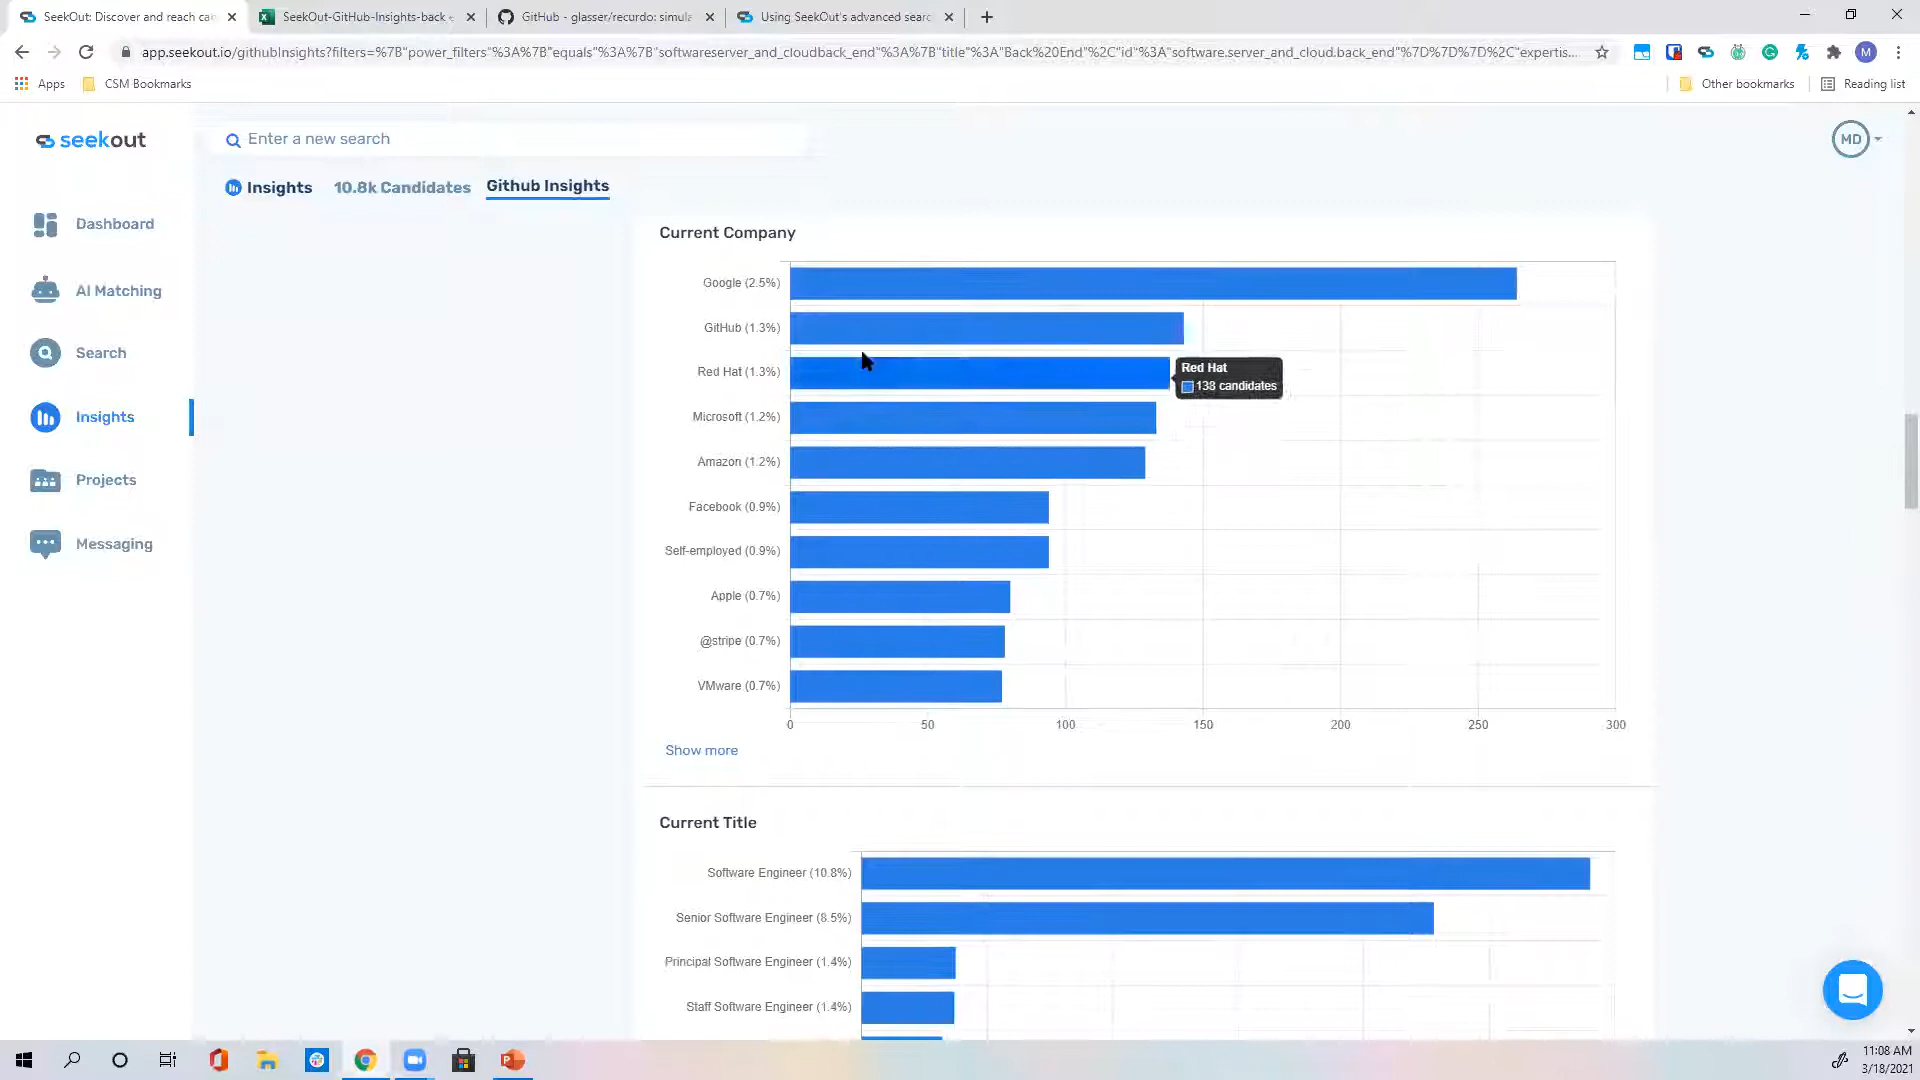 SeekOut: Discover and reach can
SeekOut-GitHub-Insights-back
GitHub - glasser/recurdo: simula
Using SeekOut's advanced searc
app.seekout.io/githubInsights?filters=%7B"power_filters"%3A%7B"equals"%3A%7B"softwareserver_and_cloudback_end"%3A%7B"title"%3A"Back%20End"%2C"id"%3A"software.server_and_cloud.back_end"%7D%7D%7D%2C"expertis...
M
Apps
CSM Bookmarks
Other bookmarks
Reading list
seekout
Enter a new search
MD
Insights
10.8k Candidates
Github Insights
Dashboard
AI Matching
Search
Insights
Projects
Messaging
Current Company
Google (2.5%)
GitHub (1.3%)
Red Hat (1.3%)
Red Hat
138 candidates
Microsoft (1.2%)
Amazon (1.2%)
Facebook (0.9%)
Self-employed (0.9%)
Apple (0.7%)
@stripe (0.7%)
VMware (0.7%)
0 50 100 150 200 250 300
Show more
Current Title
Software Engineer (10.8%)
Senior Software Engineer (8.5%)
Principal Software Engineer (1.4%)
Staff Software Engineer (1.4%)
11:08 AM
3/18/2021